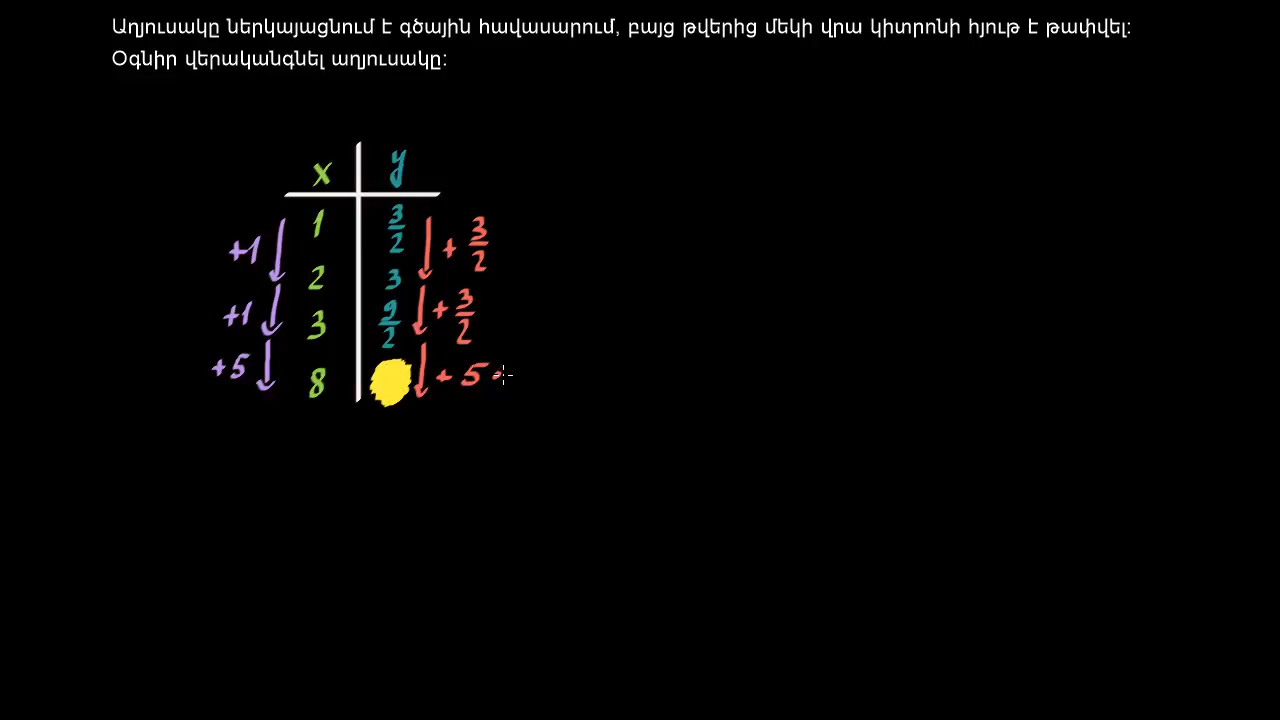 Աղյուսակը ներկայացնում է գծային հավասարում, բայց թվերից մեկի վրա կիտրոնի հյութ է թափվել:
Օգնիր վերականգնել աղյուսակը:
x y
1 3/2
+1 + 3/2
2 3
+1 + 3/2
3 9/2
+5 + 5
8